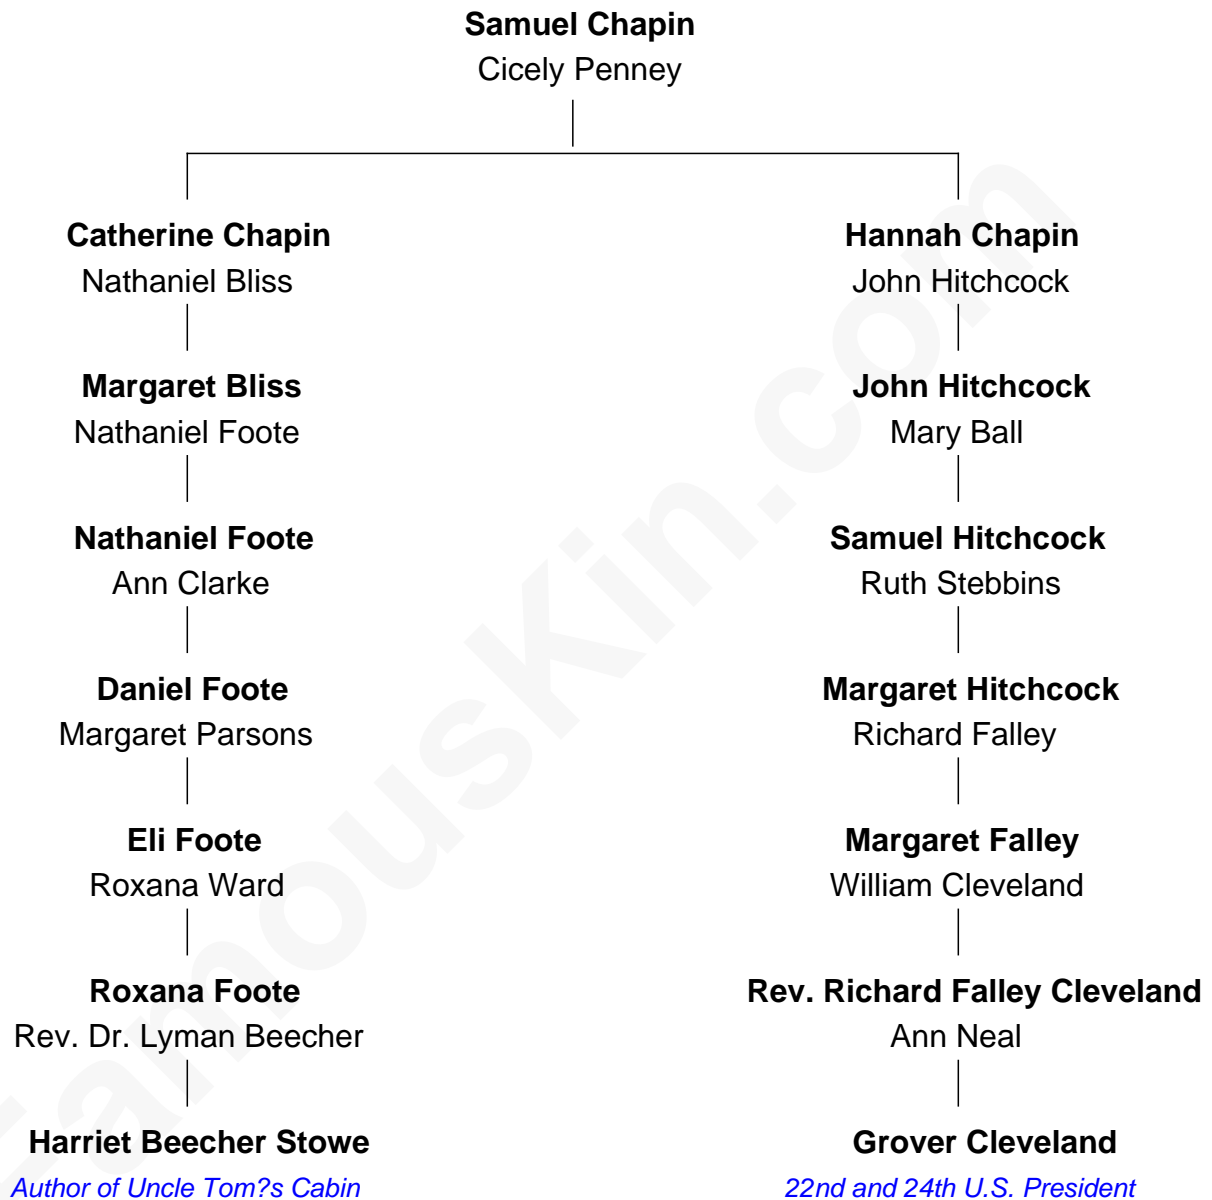 Samuel Chapin
Cicely Penney
Catherine Chapin
Nathaniel Bliss
Hannah Chapin
John Hitchcock
Margaret Bliss
Nathaniel Foote
John Hitchcock
Mary Ball
Nathaniel Foote
Ann Clarke
Samuel Hitchcock
Ruth Stebbins
Daniel Foote
Margaret Parsons
Margaret Hitchcock
Richard Falley
Eli Foote
Roxana Ward
Margaret Falley
William Cleveland
Roxana Foote
Rev. Dr. Lyman Beecher
Rev. Richard Falley Cleveland
Ann Neal
Harriet Beecher Stowe
Author of Uncle Tom?s Cabin
Grover Cleveland
22nd and 24th U.S. President
FamousKin.com